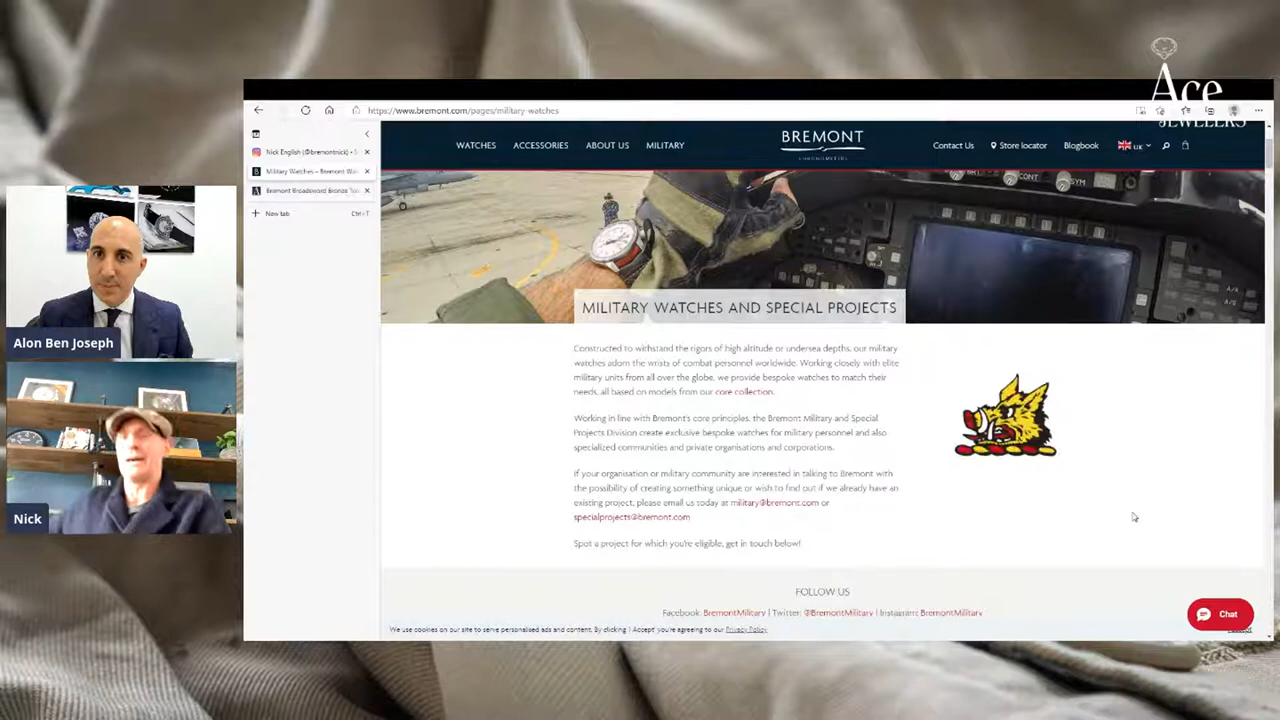 Ace
JEWELERS
https://www.bremont.com/pages/military-watches
Nick English (@bremontnick) •
Military Watches – Bremont
Bremont Broadsword Bronze
New tab
Ctrl+T
WATCHES ACCESSORIES ABOUT US MILITARY
BREMONT
CHRONOMETERS
Contact Us Store locator Blogbook UK
CONT
SYM
MILITARY WATCHES AND SPECIAL PROJECTS
Constructed to withstand the rigors of high altitude or undersea depths, our military
watches adorn the wrists of combat personnel worldwide. Working closely with elite
military units from all over the globe, we provide bespoke watches to match their
needs, all based on models from our core collection.
Working in line with Bremont's core principles, the Bremont Military and Special
Projects Division create exclusive bespoke watches for military personnel and also
specialized communities and private organisations and corporations.
If your organisation or military community are interested in talking to Bremont with
the possibility of creating something unique or wish to find out if we already have an
existing project, please email us today at military@bremont.com or
specialprojects@bremont.com
Spot a project for which you're eligible, get in touch below!
FOLLOW US
Facebook: BremontMilitary | Twitter: @BremontMilitary | Instagram: BremontMilitary
We use cookies on our site to serve personalised ads and content. By clicking 'I Accept' you're agreeing to our Privacy Policy
Chat
Alon Ben Joseph
Nick